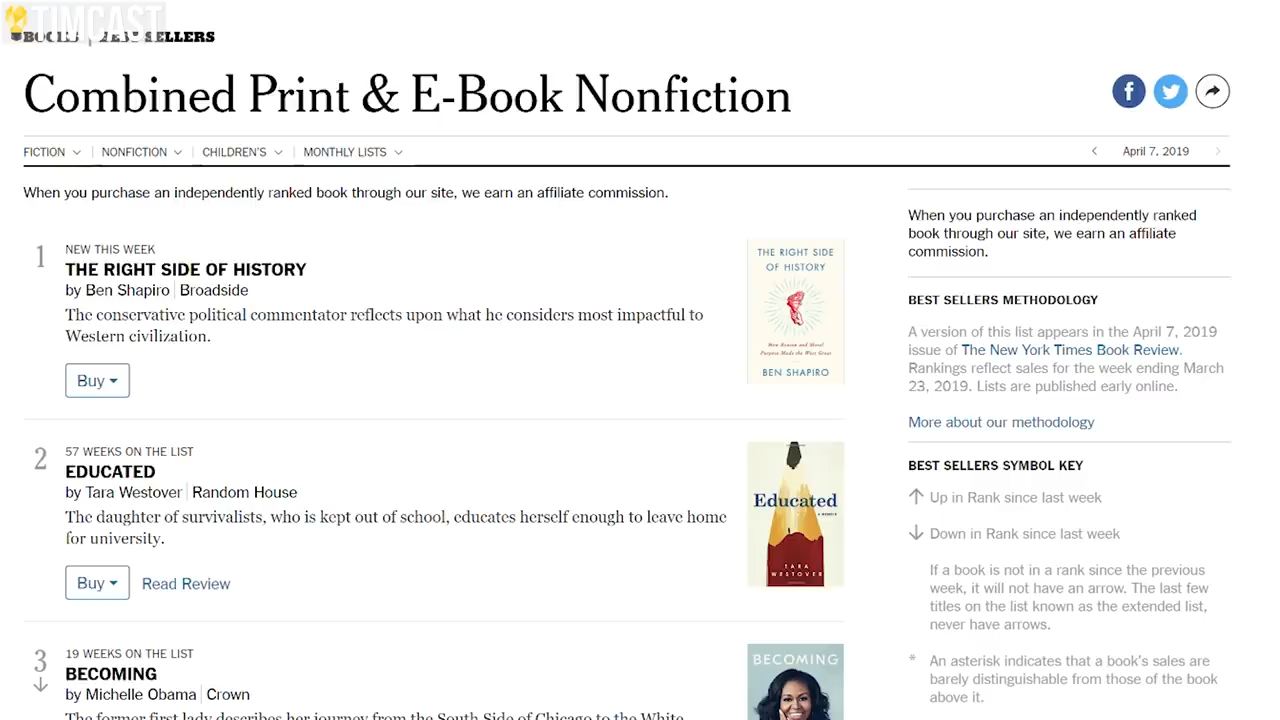 TIMCAST
BOOKS | BEST SELLERS
Combined Print & E-Book Nonfiction
FICTION | NONFICTION | CHILDREN'S | MONTHLY LISTS
April 7, 2019
When you purchase an independently ranked book through our site, we earn an affiliate commission.
1
NEW THIS WEEK
THE RIGHT SIDE OF HISTORY
by Ben Shapiro | Broadside
The conservative political commentator reflects upon what he considers most impactful to
Western civilization.
Buy
THE RIGHT SIDE
OF HISTORY
How Reason and Moral
Purpose Made the West Great
BEN SHAPIRO
2
57 WEEKS ON THE LIST
EDUCATED
by Tara Westover | Random House
The daughter of survivalists, who is kept out of school, educates herself enough to leave home
for university.
Buy
Read Review
Educated
A MEMOIR
TARA
WESTOVER
3
19 WEEKS ON THE LIST
BECOMING
by Michelle Obama | Crown
The former first lady describes her journey from the South Side of Chicago to the White
BECOMING
When you purchase an independently ranked
book through our site, we earn an affiliate
commission.
BEST SELLERS METHODOLOGY
A version of this list appears in the April 7, 2019
issue of The New York Times Book Review.
Rankings reflect sales for the week ending March
23, 2019. Lists are published early online.
More about our methodology
BEST SELLERS SYMBOL KEY
↑ Up in Rank since last week
↓ Down in Rank since last week
If a book is not in a rank since the previous
week, it will not have an arrow. The last few
titles on the list known as the extended list,
never have arrows.
* An asterisk indicates that a book's sales are
barely distinguishable from those of the book
above it.